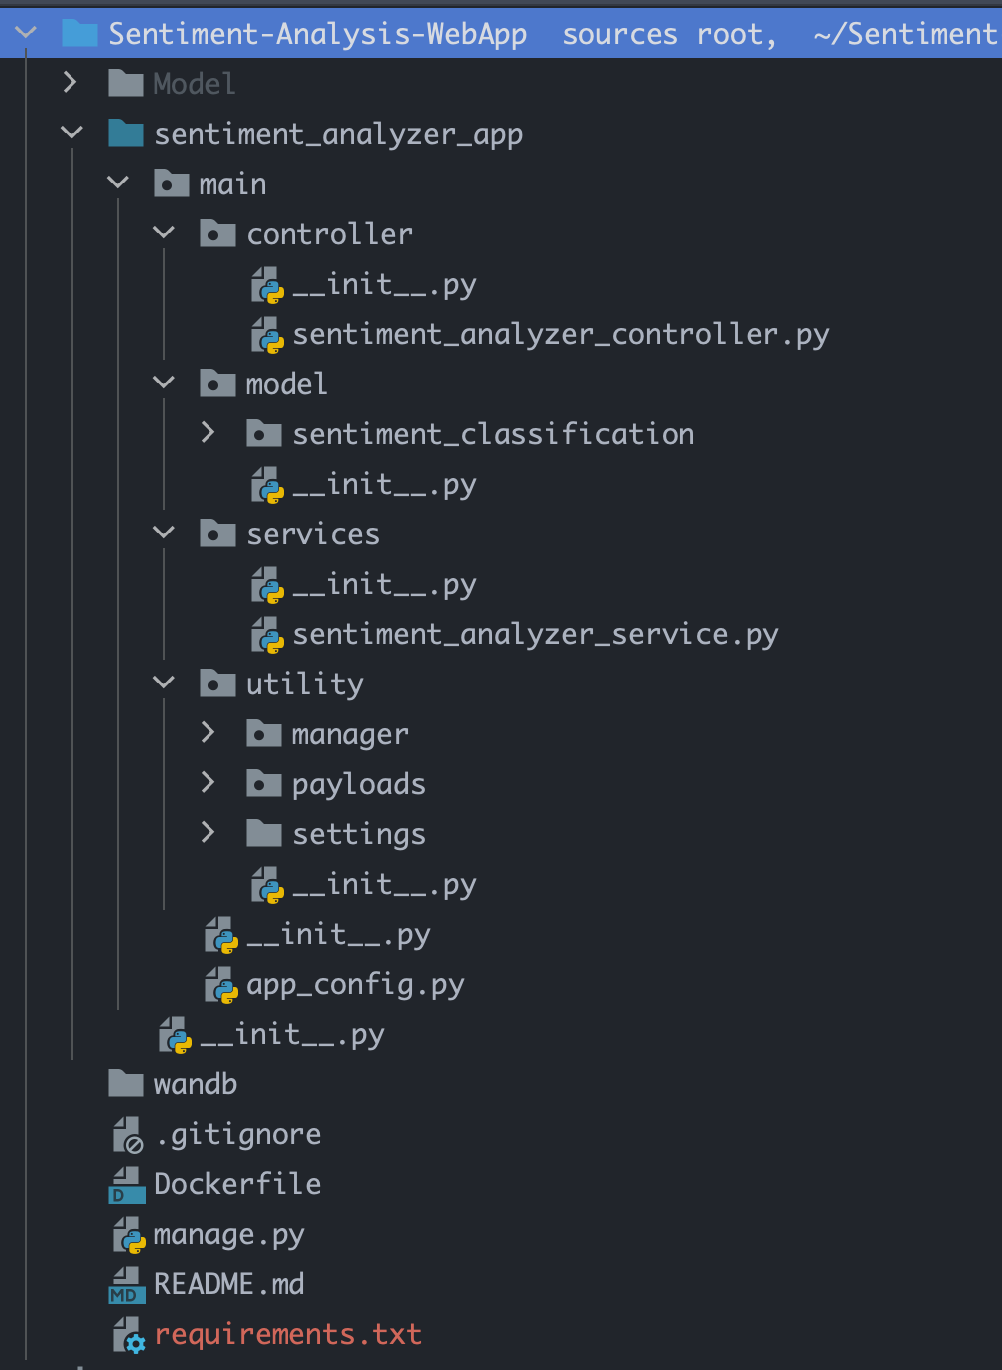 Sentiment-Analysis-WebApp sources root, ~/Sentiment
Model
sentiment_analyzer_app
main
controller
__init__.py
sentiment_analyzer_controller.py
model
sentiment_classification
__init__.py
services
__init__.py
sentiment_analyzer_service.py
utility
manager
payloads
settings
__init__.py
__init__.py
app_config.py
__init__.py
wandb
.gitignore
D Dockerfile
manage.py
MD README.md
requirements.txt